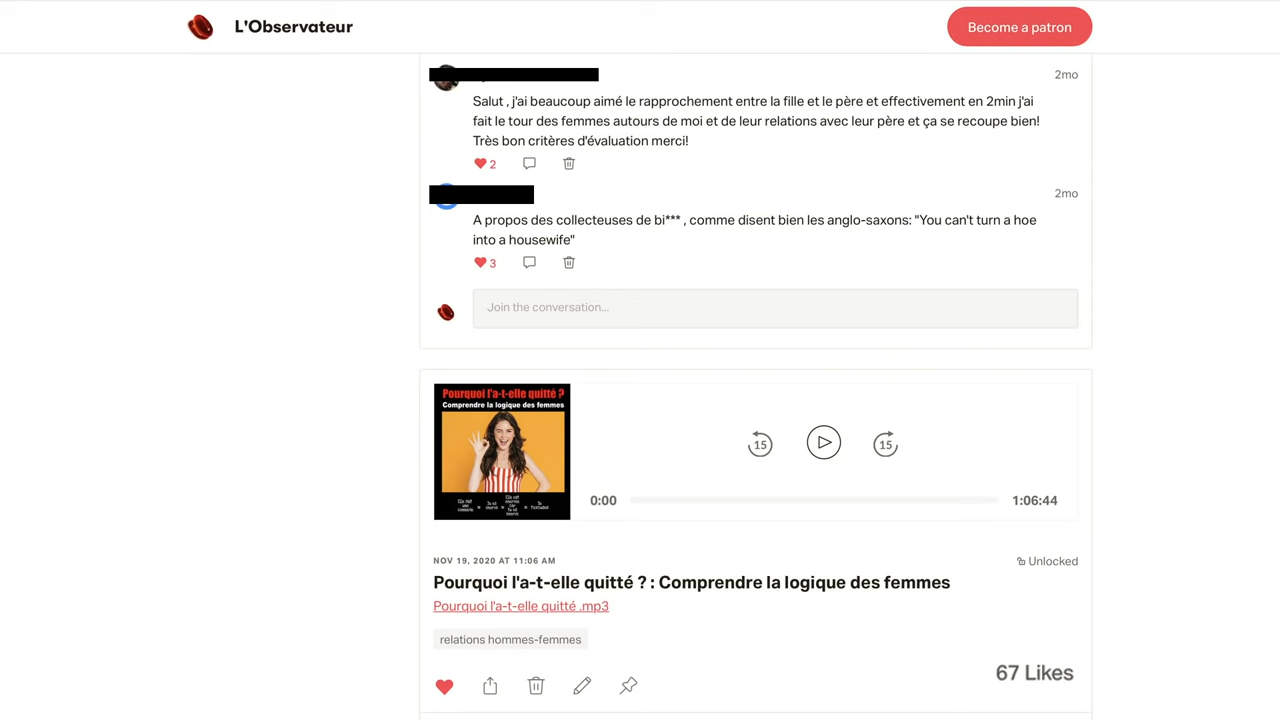 L'Observateur
Become a patron
2mo
Salut , j'ai beaucoup aimé le rapprochement entre la fille et le père et effectivement en 2min j'ai
fait le tour des femmes autours de moi et de leur relations avec leur père et ça se recoupe bien!
Très bon critères d'évaluation merci!
2
2mo
A propos des collecteuses de bi*** , comme disent bien les anglo-saxons: "You can't turn a hoe
into a housewife"
3
Join the conversation...
Pourquoi l'a-t-elle quitté ?
Comprendre la logique des femmes
15
15
0:00
1:06:44
NOV 19, 2020 AT 11:06 AM
Unlocked
Pourquoi l'a-t-elle quitté ? : Comprendre la logique des femmes
Pourquoi l'a-t-elle quitté .mp3
relations hommes-femmes
67 Likes